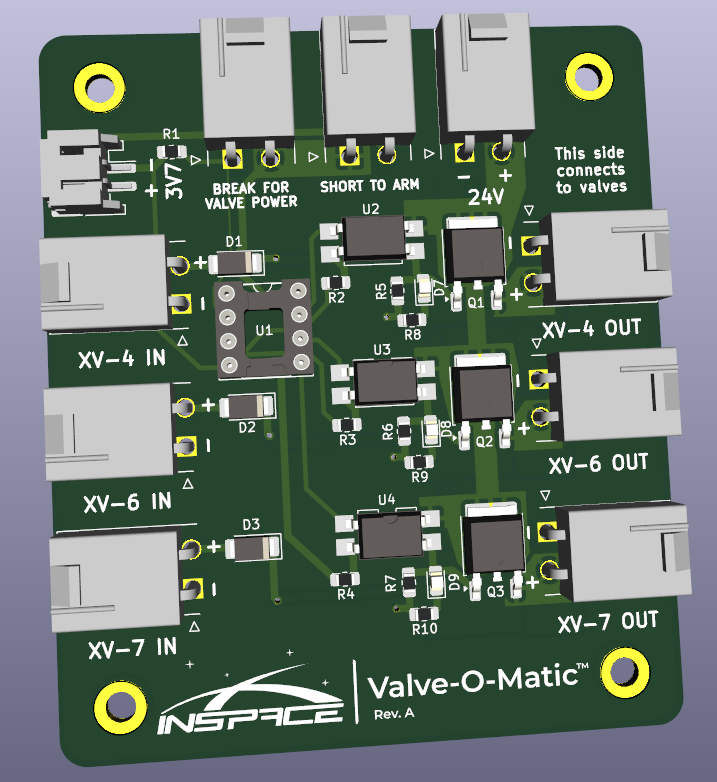 R1
3V7
-
+
BREAK FOR
VALVE POWER
SHORT TO ARM
- +
24V
This side
connects
to valves
U2
D1
+
-
R2
R5
D7
R8
Q1
-
+
XV-4 IN
U1
XV-4 OUT
U3
+
-
D2
R3
R6
D8
R9
Q2
-
+
XV-6 IN
XV-6 OUT
U4
+
-
D3
R4
R7
D9
R10
Q3
-
+
XV-7 IN
XV-7 OUT
INSPACE
Valve-O-Matic™
Rev. A